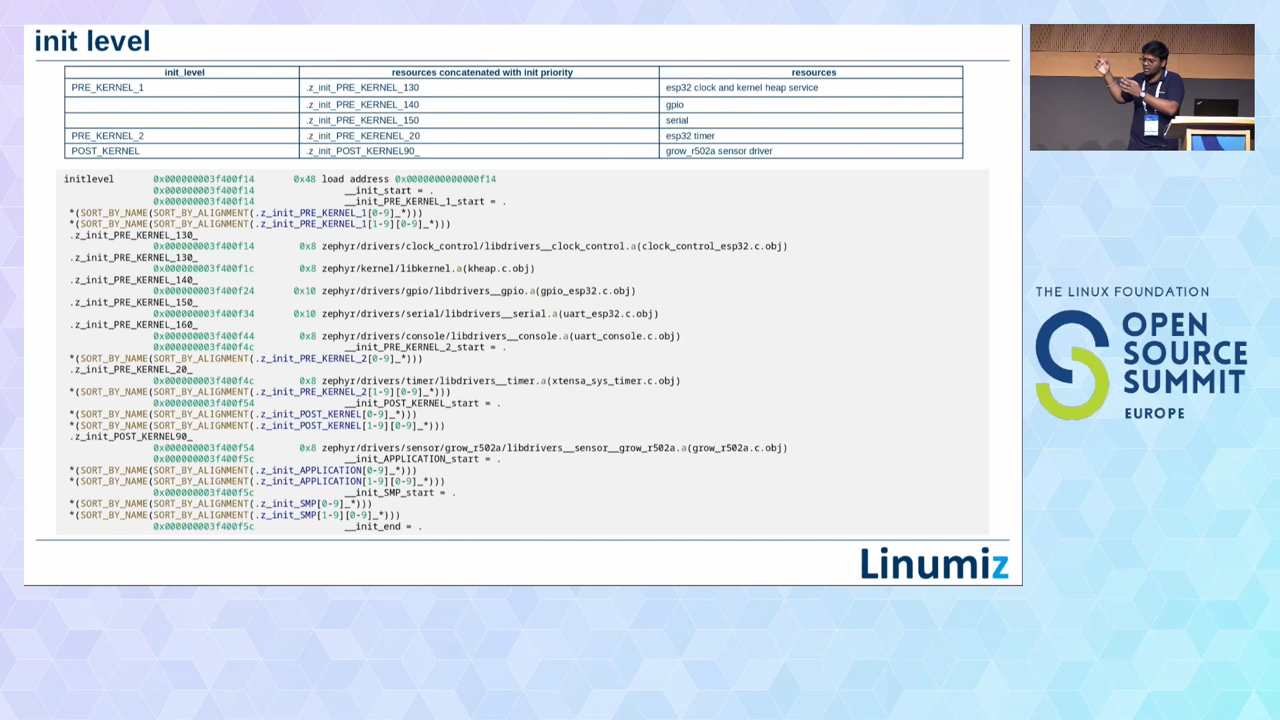 init level
init_level resources concatenated with init priority resources
PRE_KERNEL_1 .z_init_PRE_KERNEL_130 esp32 clock and kernel heap service
.z_init_PRE_KERNEL_140 gpio
.z_init_PRE_KERNEL_150 serial
PRE_KERNEL_2 .z_init_PRE_KERENEL_20 esp32 timer
POST_KERNEL .z_init_POST_KERNEL90_ grow_r502a sensor driver
initlevel 0x000000003f400f14 0x48 load address 0x0000000000000f14
0x000000003f400f14 __init_start = .
0x000000003f400f14 __init_PRE_KERNEL_1_start = .
*(SORT_BY_NAME(SORT_BY_ALIGNMENT(.z_init_PRE_KERNEL_1[0-9]_*)))
*(SORT_BY_NAME(SORT_BY_ALIGNMENT(.z_init_PRE_KERNEL_1[1-9][0-9]_*)))
.z_init_PRE_KERNEL_130_
0x000000003f400f14 0x8 zephyr/drivers/clock_control/libdrivers__clock_control.a(clock_control_esp32.c.obj)
.z_init_PRE_KERNEL_130_
0x000000003f400f1c 0x8 zephyr/kernel/libkernel.a(kheap.c.obj)
.z_init_PRE_KERNEL_140_
0x000000003f400f24 0x10 zephyr/drivers/gpio/libdrivers__gpio.a(gpio_esp32.c.obj)
.z_init_PRE_KERNEL_150_
0x000000003f400f34 0x10 zephyr/drivers/serial/libdrivers__serial.a(uart_esp32.c.obj)
.z_init_PRE_KERNEL_160_
0x000000003f400f44 0x8 zephyr/drivers/console/libdrivers__console.a(uart_console.c.obj)
0x000000003f400f4c __init_PRE_KERNEL_2_start = .
*(SORT_BY_NAME(SORT_BY_ALIGNMENT(.z_init_PRE_KERNEL_2[0-9]_*)))
.z_init_PRE_KERNEL_20_
0x000000003f400f4c 0x8 zephyr/drivers/timer/libdrivers__timer.a(xtensa_sys_timer.c.obj)
*(SORT_BY_NAME(SORT_BY_ALIGNMENT(.z_init_PRE_KERNEL_2[1-9][0-9]_*)))
0x000000003f400f54 __init_POST_KERNEL_start = .
*(SORT_BY_NAME(SORT_BY_ALIGNMENT(.z_init_POST_KERNEL[0-9]_*)))
*(SORT_BY_NAME(SORT_BY_ALIGNMENT(.z_init_POST_KERNEL[1-9][0-9]_*)))
.z_init_POST_KERNEL90_
0x000000003f400f54 0x8 zephyr/drivers/sensor/grow_r502a/libdrivers__sensor__grow_r502a.a(grow_r502a.c.obj)
0x000000003f400f5c __init_APPLICATION_start = .
*(SORT_BY_NAME(SORT_BY_ALIGNMENT(.z_init_APPLICATION[0-9]_*)))
*(SORT_BY_NAME(SORT_BY_ALIGNMENT(.z_init_APPLICATION[1-9][0-9]_*)))
0x000000003f400f5c __init_SMP_start = .
*(SORT_BY_NAME(SORT_BY_ALIGNMENT(.z_init_SMP[0-9]_*)))
*(SORT_BY_NAME(SORT_BY_ALIGNMENT(.z_init_SMP[1-9][0-9]_*)))
0x000000003f400f5c __init_end = .
Linumiz
THE LINUX FOUNDATION
OPEN
SOURCE
SUMMIT
EUROPE